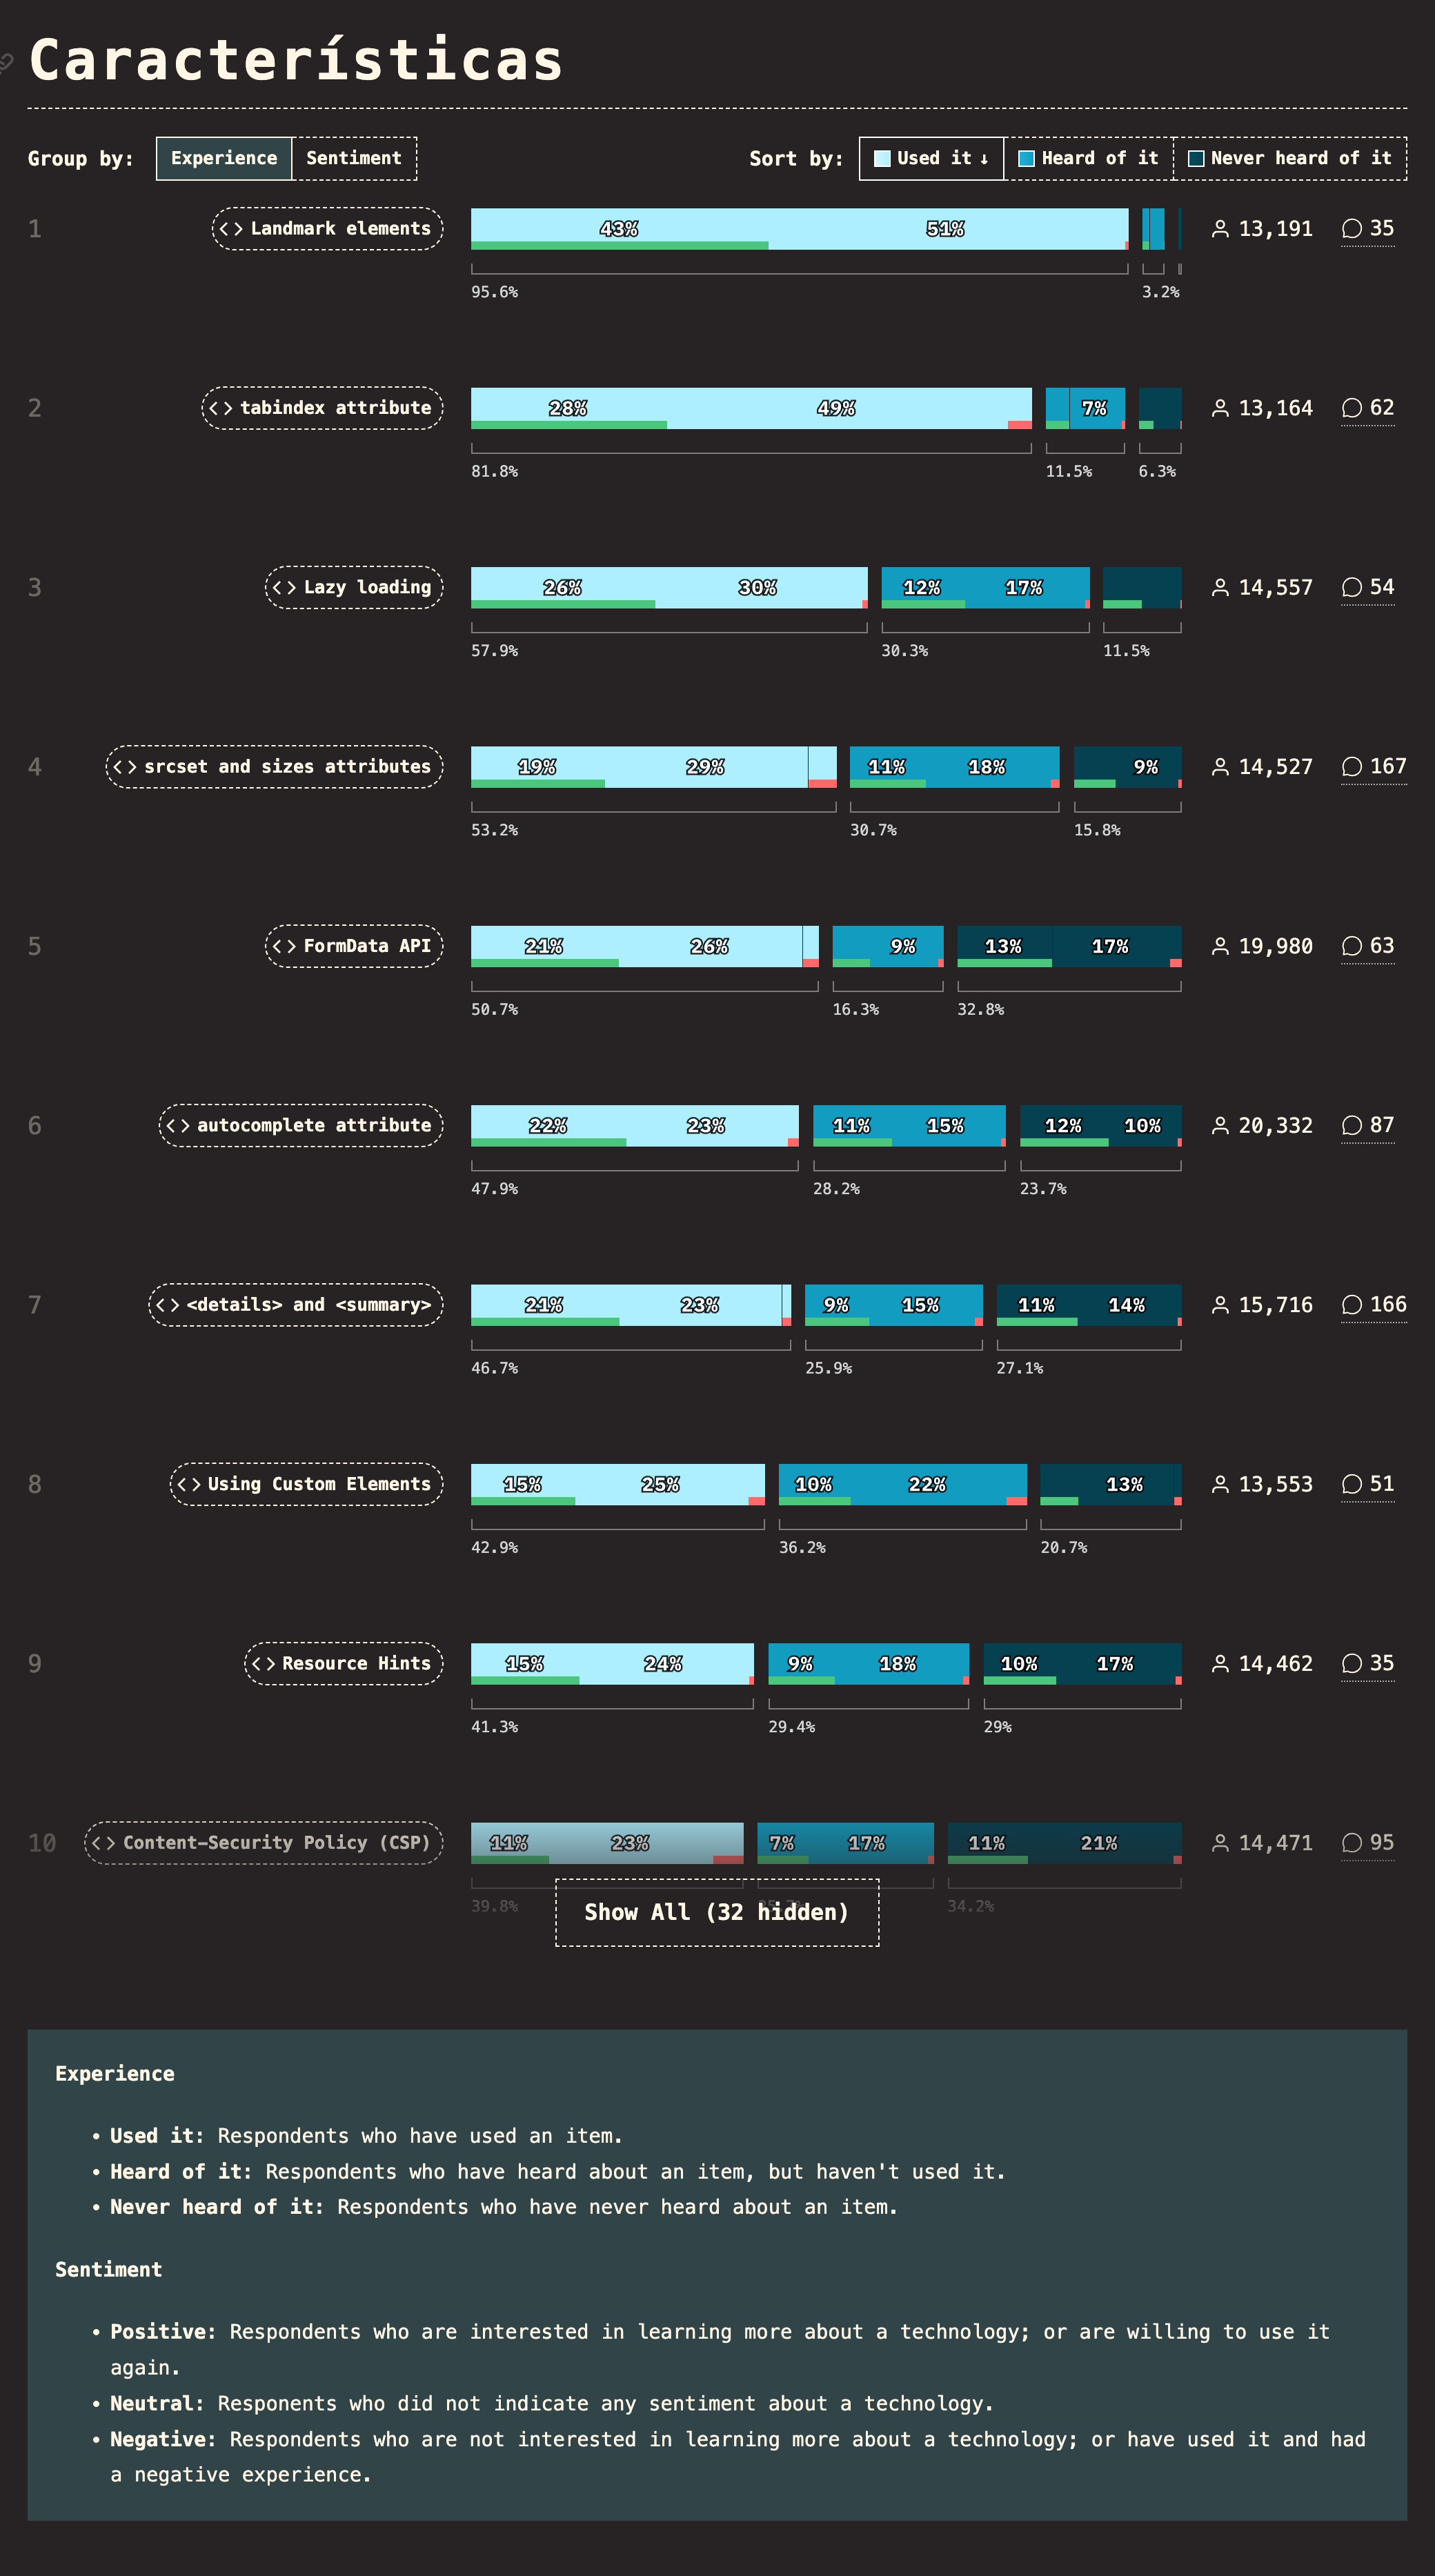 Características
Group by: Experience Sentiment Sort by: Used it ↓ Heard of it Never heard of it
1 <> Landmark elements 43% 51% 13,191 35
95.6% 3.2%
2 <> tabindex attribute 28% 49% 7% 13,164 62
81.8% 11.5% 6.3%
3 <> Lazy loading 26% 30% 12% 17% 14,557 54
57.9% 30.3% 11.5%
4 <> srcset and sizes attributes 19% 29% 11% 18% 9% 14,527 167
53.2% 30.7% 15.8%
5 <> FormData API 21% 26% 9% 13% 17% 19,980 63
50.7% 16.3% 32.8%
6 <> autocomplete attribute 22% 23% 11% 15% 12% 10% 20,332 87
47.9% 28.2% 23.7%
7 <> <details> and <summary> 21% 23% 9% 15% 11% 14% 15,716 166
46.7% 25.9% 27.1%
8 <> Using Custom Elements 15% 25% 10% 22% 13% 13,553 51
42.9% 36.2% 20.7%
9 <> Resource Hints 15% 24% 9% 18% 10% 17% 14,462 35
41.3% 29.4% 29%
10 <> Content-Security Policy (CSP) 11% 23% 7% 17% 11% 21% 14,471 95
39.8% 34.2%
Show All (32 hidden)
Experience
• Used it: Respondents who have used an item.
• Heard of it: Respondents who have heard about an item, but haven't used it.
• Never heard of it: Respondents who have never heard about an item.
Sentiment
• Positive: Respondents who are interested in learning more about a technology; or are willing to use it
again.
• Neutral: Responents who did not indicate any sentiment about a technology.
• Negative: Respondents who are not interested in learning more about a technology; or have used it and had
a negative experience.